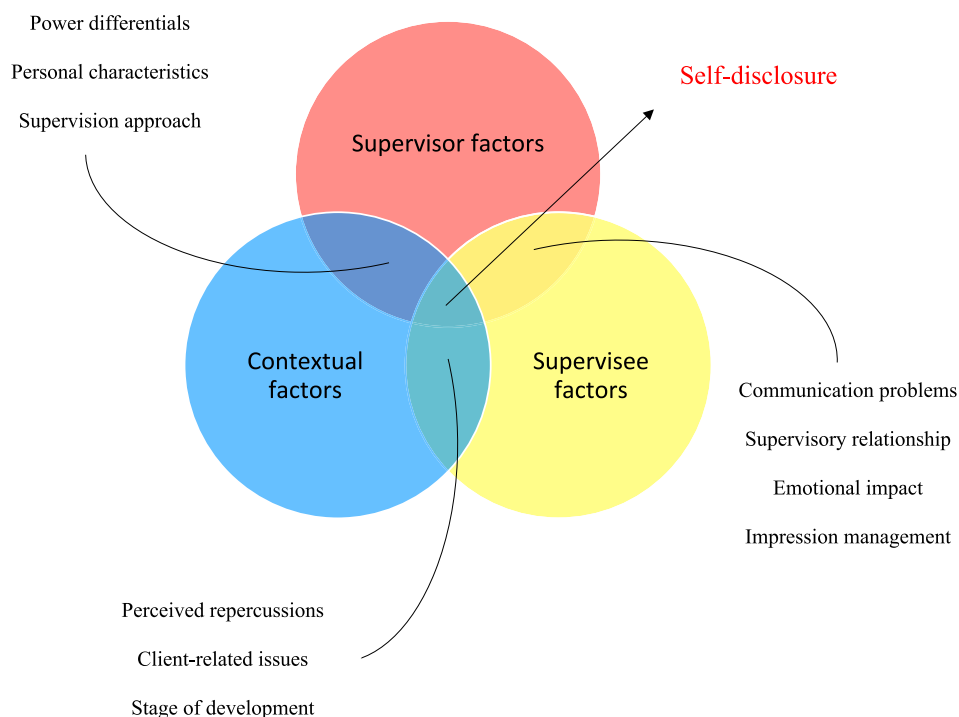 Power differentials
Personal characteristics
Supervision approach
Self-disclosure
Supervisor factors
Contextual
factors
Supervisee
factors
Communication problems
Supervisory relationship
Emotional impact
Impression management
Perceived repercussions
Client-related issues
Stage of development